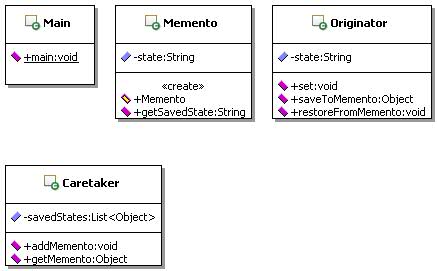 Main
+main:void
Memento
-state:String
«create»
+Memento
+getSavedState:String
Originator
-state:String
+set:void
+saveToMemento:Object
+restoreFromMemento:void
Caretaker
-savedStates:List<Object>
+addMemento:void
+getMemento:Object